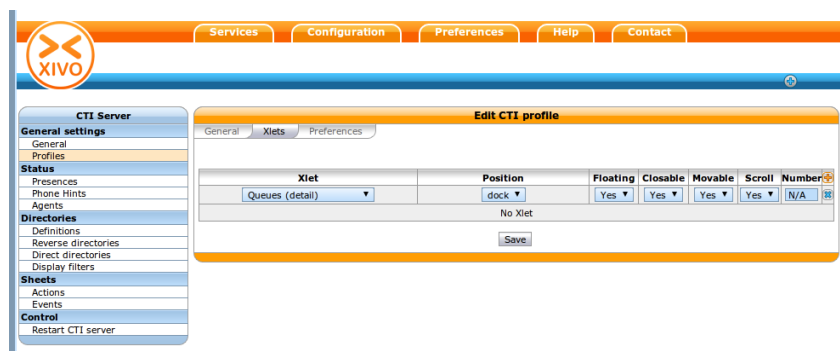 Services Configuration Preferences Help Contact
XIVO
CTI Server
General settings
General
Profiles
Status
Presences
Phone Hints
Agents
Directories
Definitions
Reverse directories
Direct directories
Display filters
Sheets
Actions
Events
Control
Restart CTI server
Edit CTI profile
General Xlets Preferences
Xlet Position Floating Closable Movable Scroll Number
Queues (detail) dock Yes Yes Yes Yes N/A
No Xlet
Save